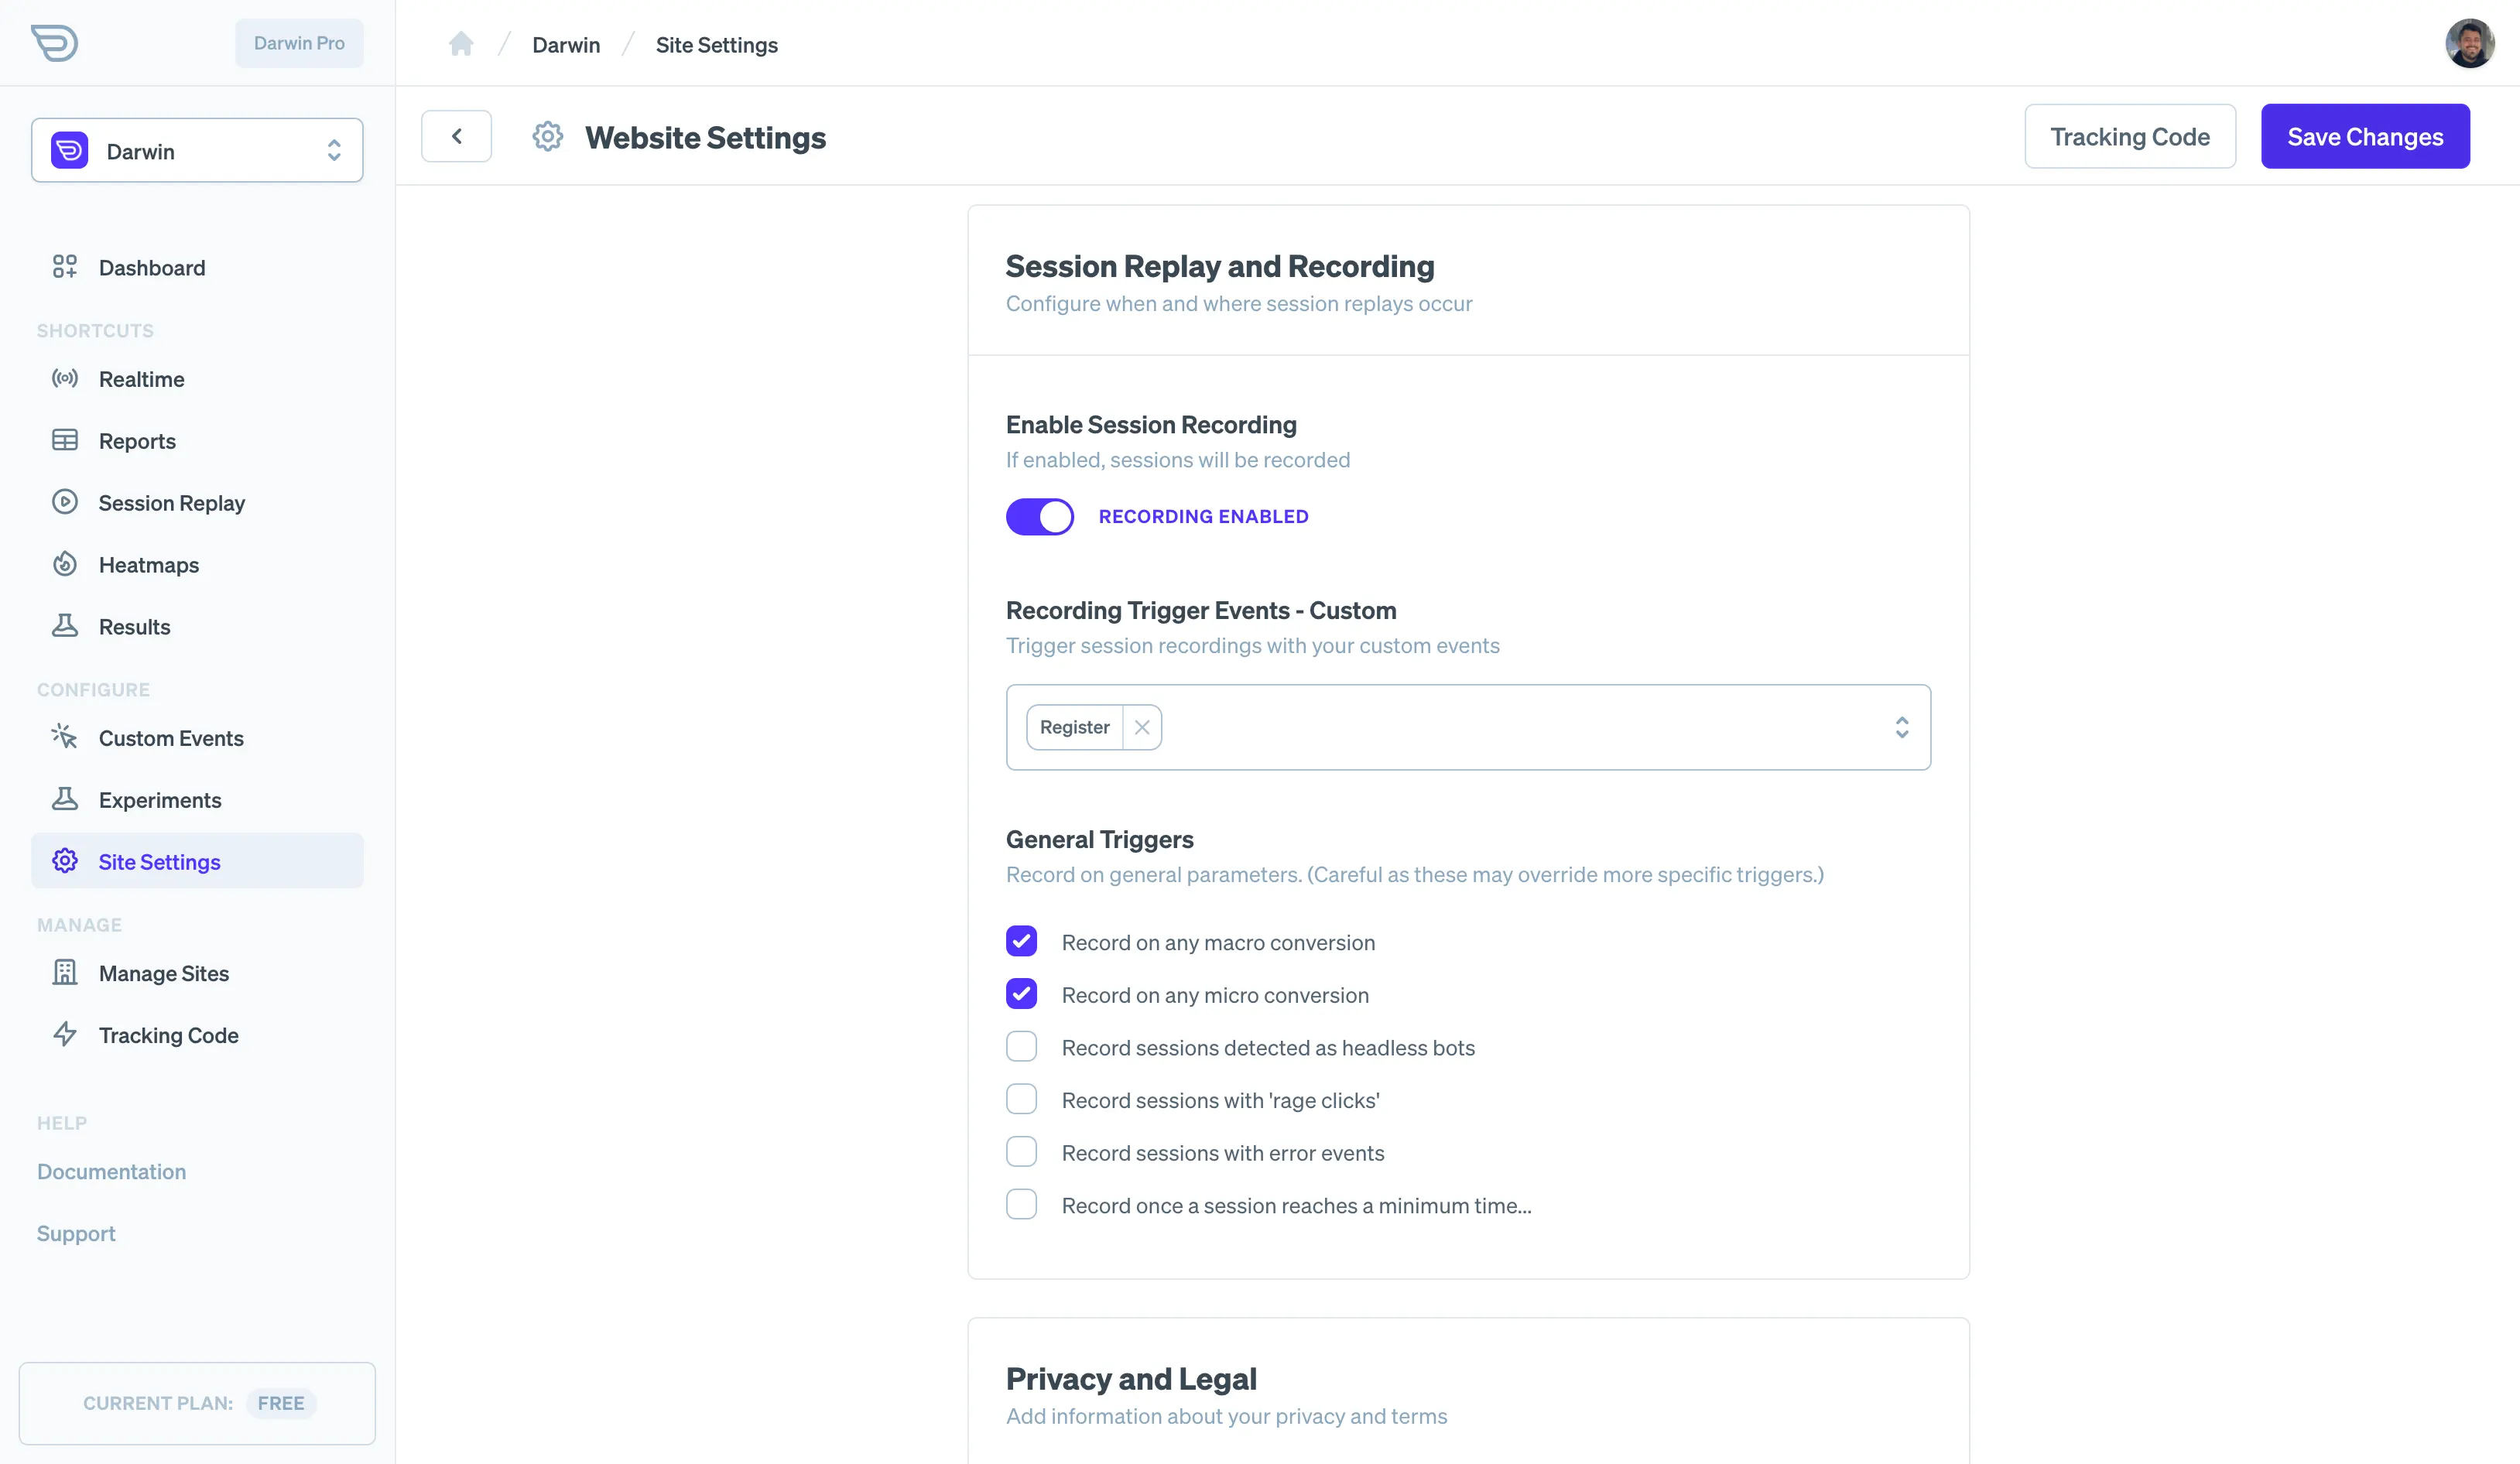 Darwin Pro
Darwin
Dashboard
SHORTCUTS
Realtime
Reports
Session Replay
Heatmaps
Results
CONFIGURE
Custom Events
Experiments
Site Settings
MANAGE
Manage Sites
Tracking Code
HELP
Documentation
Support
CURRENT PLAN: FREE
Darwin / Site Settings
Website Settings
Tracking Code
Save Changes
Session Replay and Recording
Configure when and where session replays occur
Enable Session Recording
If enabled, sessions will be recorded
RECORDING ENABLED
Recording Trigger Events - Custom
Trigger session recordings with your custom events
Register
General Triggers
Record on general parameters. (Careful as these may override more specific triggers.)
Record on any macro conversion
Record on any micro conversion
Record sessions detected as headless bots
Record sessions with 'rage clicks'
Record sessions with error events
Record once a session reaches a minimum time...
Privacy and Legal
Add information about your privacy and terms